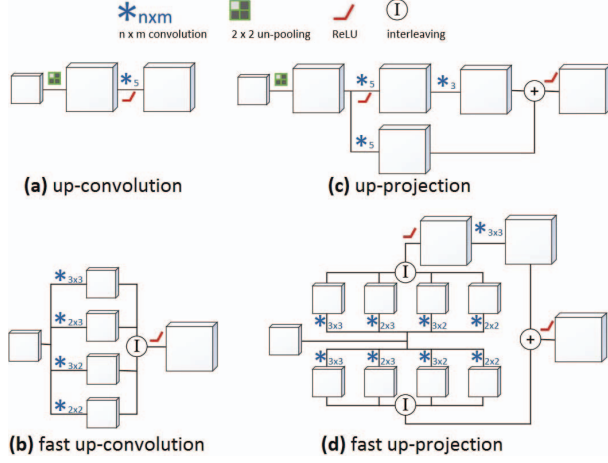 *nxm
n x m convolution 2 x 2 un-pooling ReLU I interleaving
*5
*5 *3 +
*5
(a) up-convolution
(c) up-projection
*3x3
*2x3
*3x2
*2x2
I
(b) fast up-convolution
*3x3
I
*3x3 *2x3 *3x2 *2x2
+
*3x3 *2x3 *3x2 *2x2
I
(d) fast up-projection